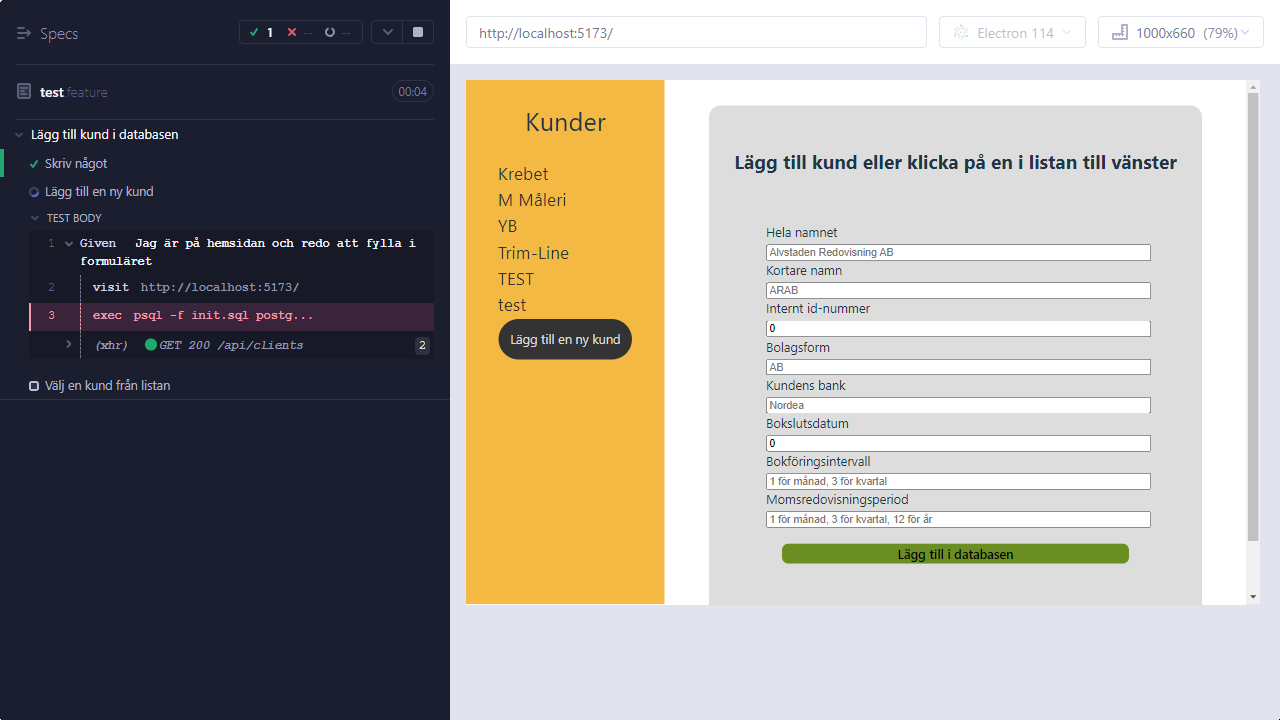 Specs
1
--
--
test.feature
00:04
Lägg till kund i databasen
Skriv något
Lägg till en ny kund
TEST BODY
1 Given Jag är på hemsidan och redo att fylla i
formuläret
2 visit http://localhost:5173/
3 exec psql -f init.sql postg...
(xhr) GET 200 /api/clients 2
Välj en kund från listan
http://localhost:5173/
Electron 114
1000x660 (79%)
Kunder
Krebet
M Måleri
YB
Trim-Line
TEST
test
Lägg till en ny kund
Lägg till kund eller klicka på en i listan till vänster
Hela namnet
Alvstaden Redovisning AB
Kortare namn
ARAB
Internt id-nummer
0
Bolagsform
AB
Kundens bank
Nordea
Bokslutsdatum
0
Bokföringsintervall
1 för månad, 3 för kvartal
Momsredovisningsperiod
1 för månad, 3 för kvartal, 12 för år
Lägg till i databasen